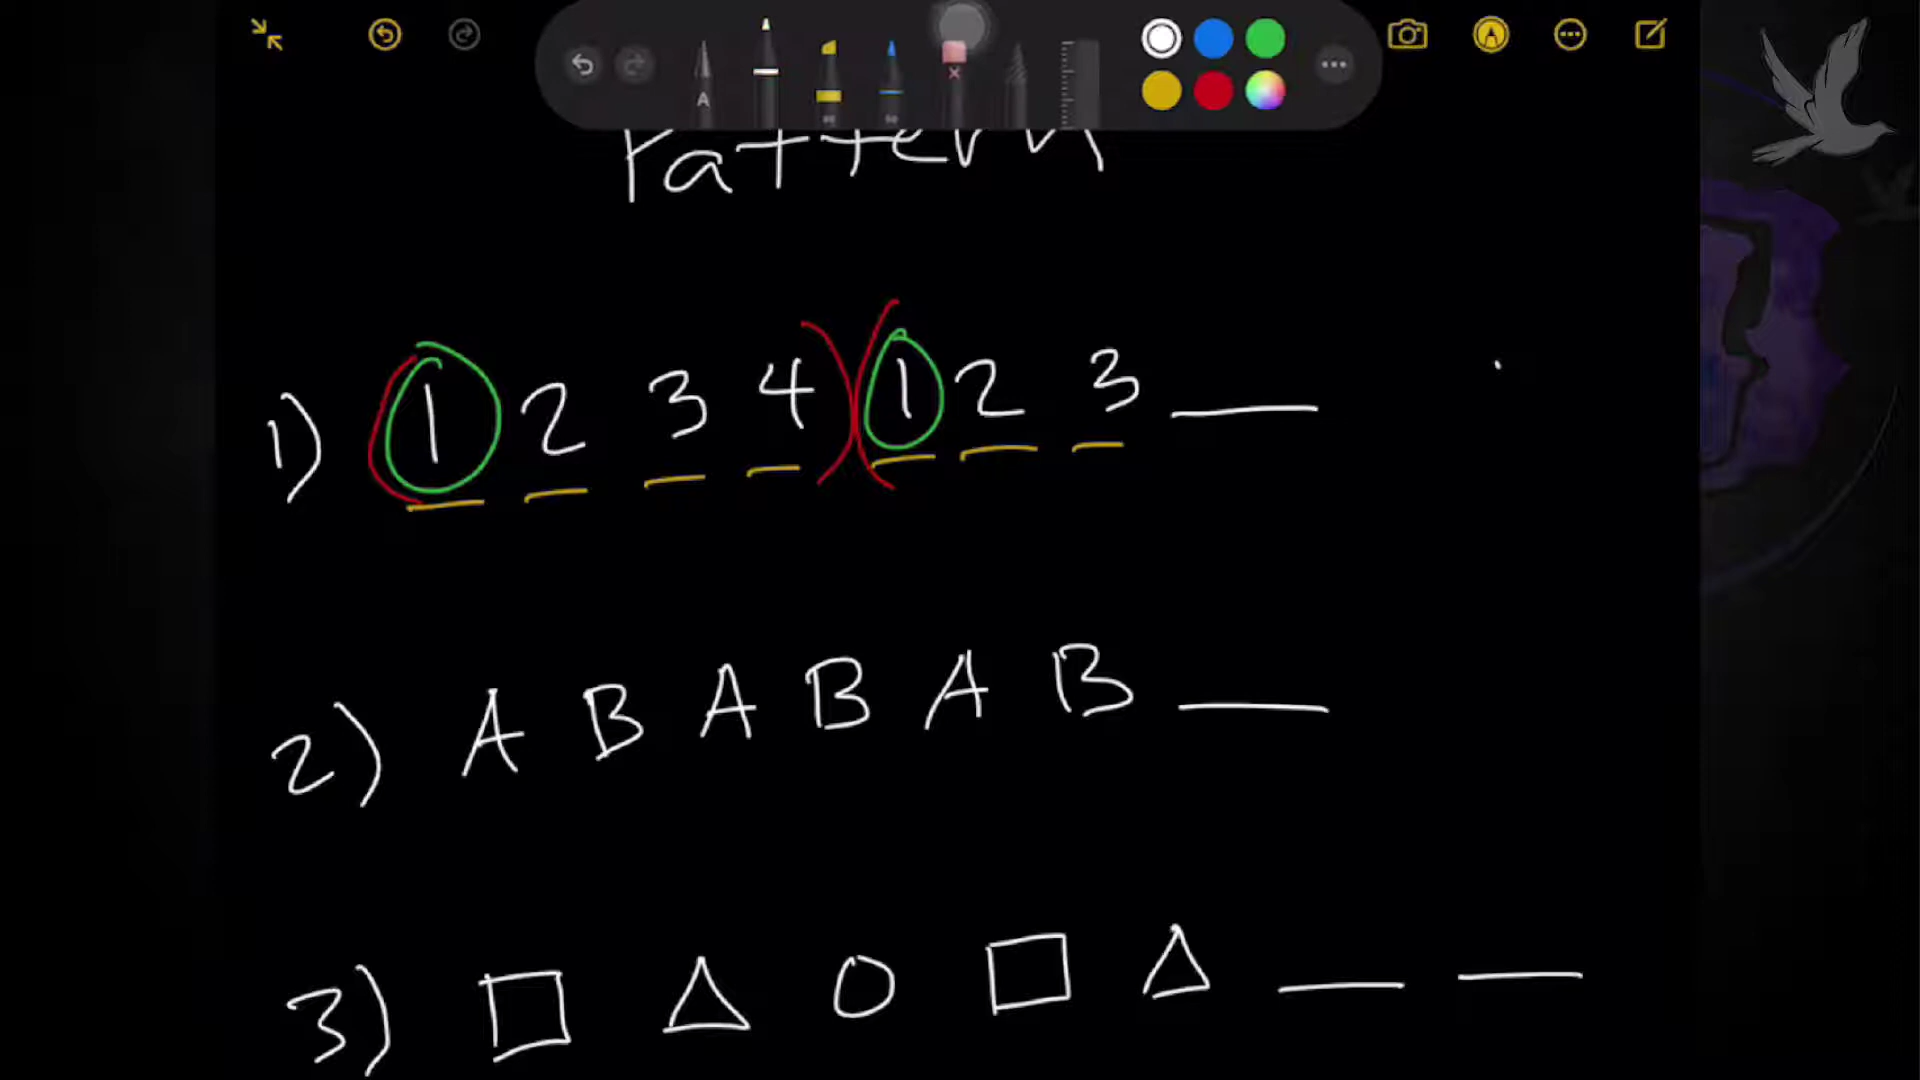 Pattern
1) 1 2 3 4 1 2 3 ___
2) A B A B A B ___
3) □ △ ○ □ △ ___ ___